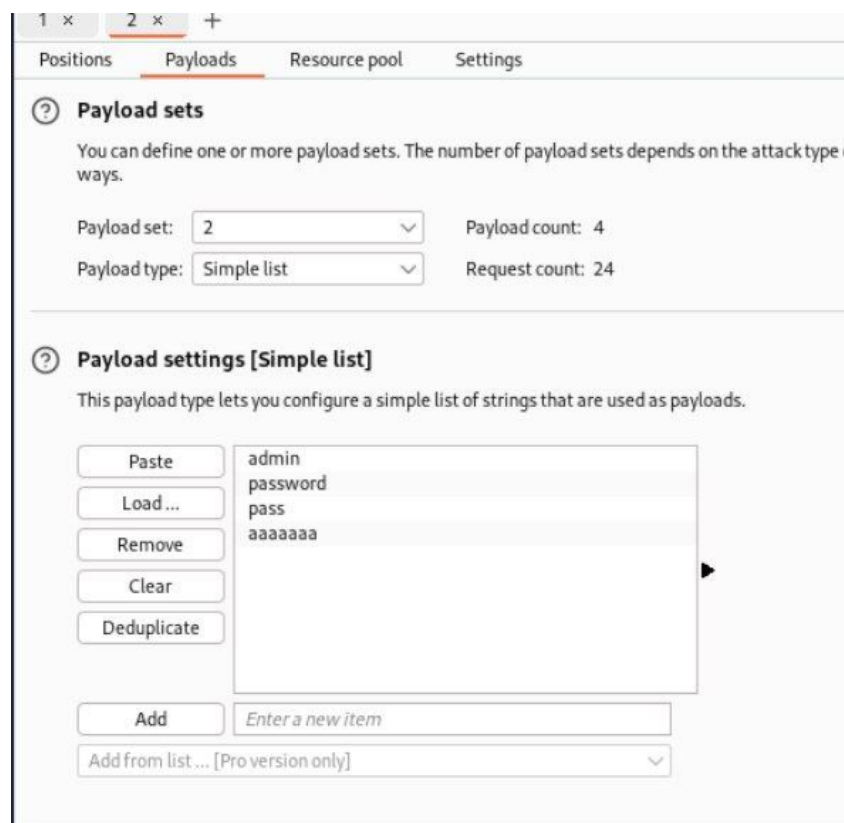 1 × 2 × +
Positions Payloads Resource pool Settings
Payload sets
You can define one or more payload sets. The number of payload sets depends on the attack type
ways.
Payload set: 2 Payload count: 4
Payload type: Simple list Request count: 24
Payload settings [Simple list]
This payload type lets you configure a simple list of strings that are used as payloads.
Paste admin
password
Load ... pass
Remove aaaaaaa
Clear
Deduplicate
Add Enter a new item
Add from list ... [Pro version only]